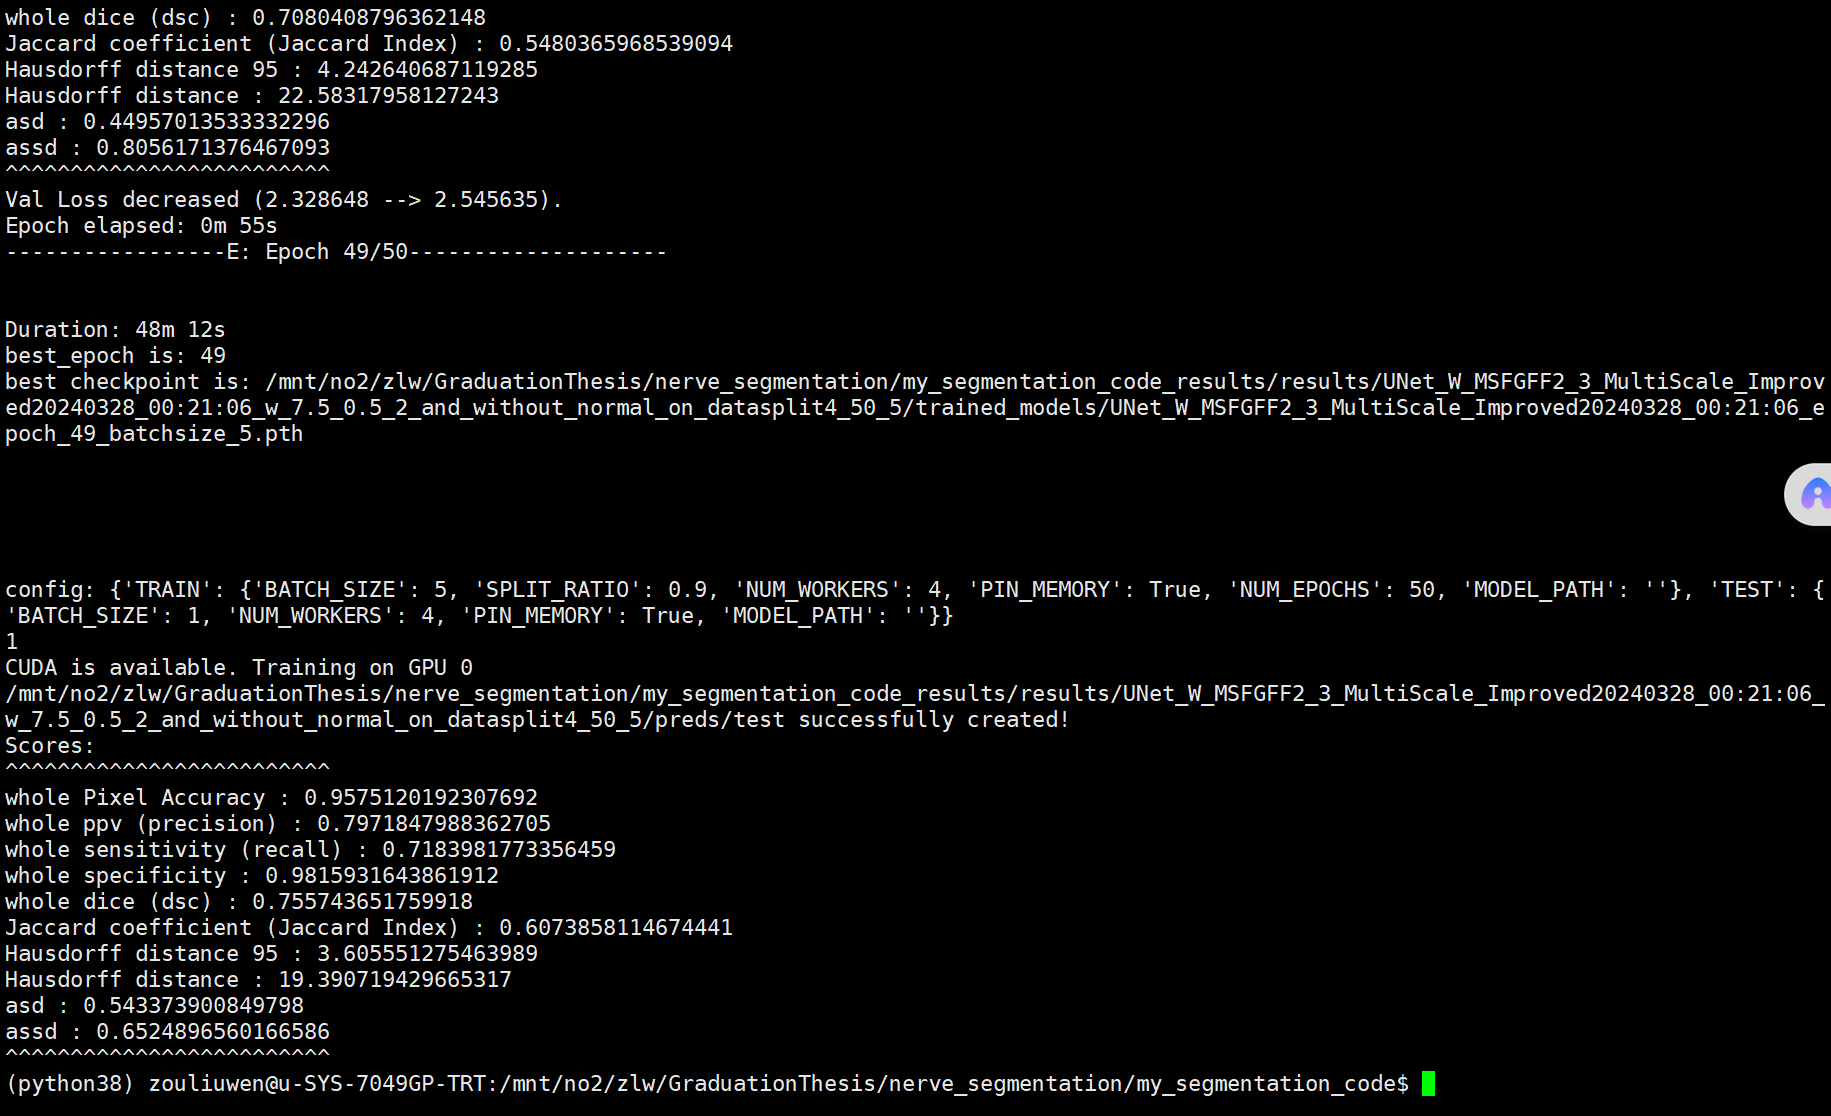 whole dice (dsc) : 0.7080408796362148
Jaccard coefficient (Jaccard Index) : 0.5480365968539094
Hausdorff distance 95 : 4.242640687119285
Hausdorff distance : 22.58317958127243
asd : 0.44957013533332296
assd : 0.8056171376467093
^^^^^^^^^^^^^^^^^^^^^^^^^
Val Loss decreased (2.328648 --> 2.545635).
Epoch elapsed: 0m 55s
-----------------E: Epoch 49/50--------------------
Duration: 48m 12s
best_epoch is: 49
best checkpoint is: /mnt/no2/zlw/GraduationThesis/nerve_segmentation/my_segmentation_code_results/results/UNet_W_MSFGFF2_3_MultiScale_Improv
ed20240328_00:21:06_w_7.5_0.5_2_and_without_normal_on_datasplit4_50_5/trained_models/UNet_W_MSFGFF2_3_MultiScale_Improved20240328_00:21:06_e
poch_49_batchsize_5.pth
config: {'TRAIN': {'BATCH_SIZE': 5, 'SPLIT_RATIO': 0.9, 'NUM_WORKERS': 4, 'PIN_MEMORY': True, 'NUM_EPOCHS': 50, 'MODEL_PATH': ''}, 'TEST': {
'BATCH_SIZE': 1, 'NUM_WORKERS': 4, 'PIN_MEMORY': True, 'MODEL_PATH': ''}}
1
CUDA is available. Training on GPU 0
/mnt/no2/zlw/GraduationThesis/nerve_segmentation/my_segmentation_code_results/results/UNet_W_MSFGFF2_3_MultiScale_Improved20240328_00:21:06_
w_7.5_0.5_2_and_without_normal_on_datasplit4_50_5/preds/test successfully created!
Scores:
^^^^^^^^^^^^^^^^^^^^^^^^^
whole Pixel Accuracy : 0.9575120192307692
whole ppv (precision) : 0.7971847988362705
whole sensitivity (recall) : 0.7183981773356459
whole specificity : 0.9815931643861912
whole dice (dsc) : 0.755743651759918
Jaccard coefficient (Jaccard Index) : 0.6073858114674441
Hausdorff distance 95 : 3.605551275463989
Hausdorff distance : 19.390719429665317
asd : 0.543373900849798
assd : 0.6524896560166586
^^^^^^^^^^^^^^^^^^^^^^^^^
(python38) zouliuwen@u-SYS-7049GP-TRT:/mnt/no2/zlw/GraduationThesis/nerve_segmentation/my_segmentation_code$